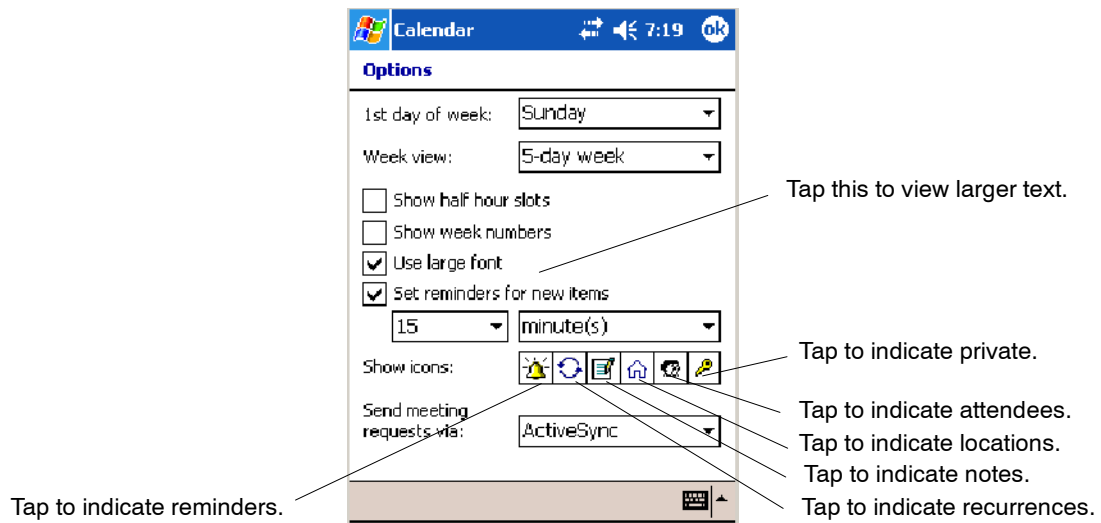 Calendar 7:19 ok
Options
1st day of week: Sunday
Week view: 5-day week
Tap this to view larger text.
Show half hour slots
Show week numbers
Use large font
Set reminders for new items
15 minute(s)
Show icons:
Tap to indicate private.
Send meeting
requests via: ActiveSync
Tap to indicate attendees.
Tap to indicate locations.
Tap to indicate notes.
Tap to indicate reminders.
Tap to indicate recurrences.